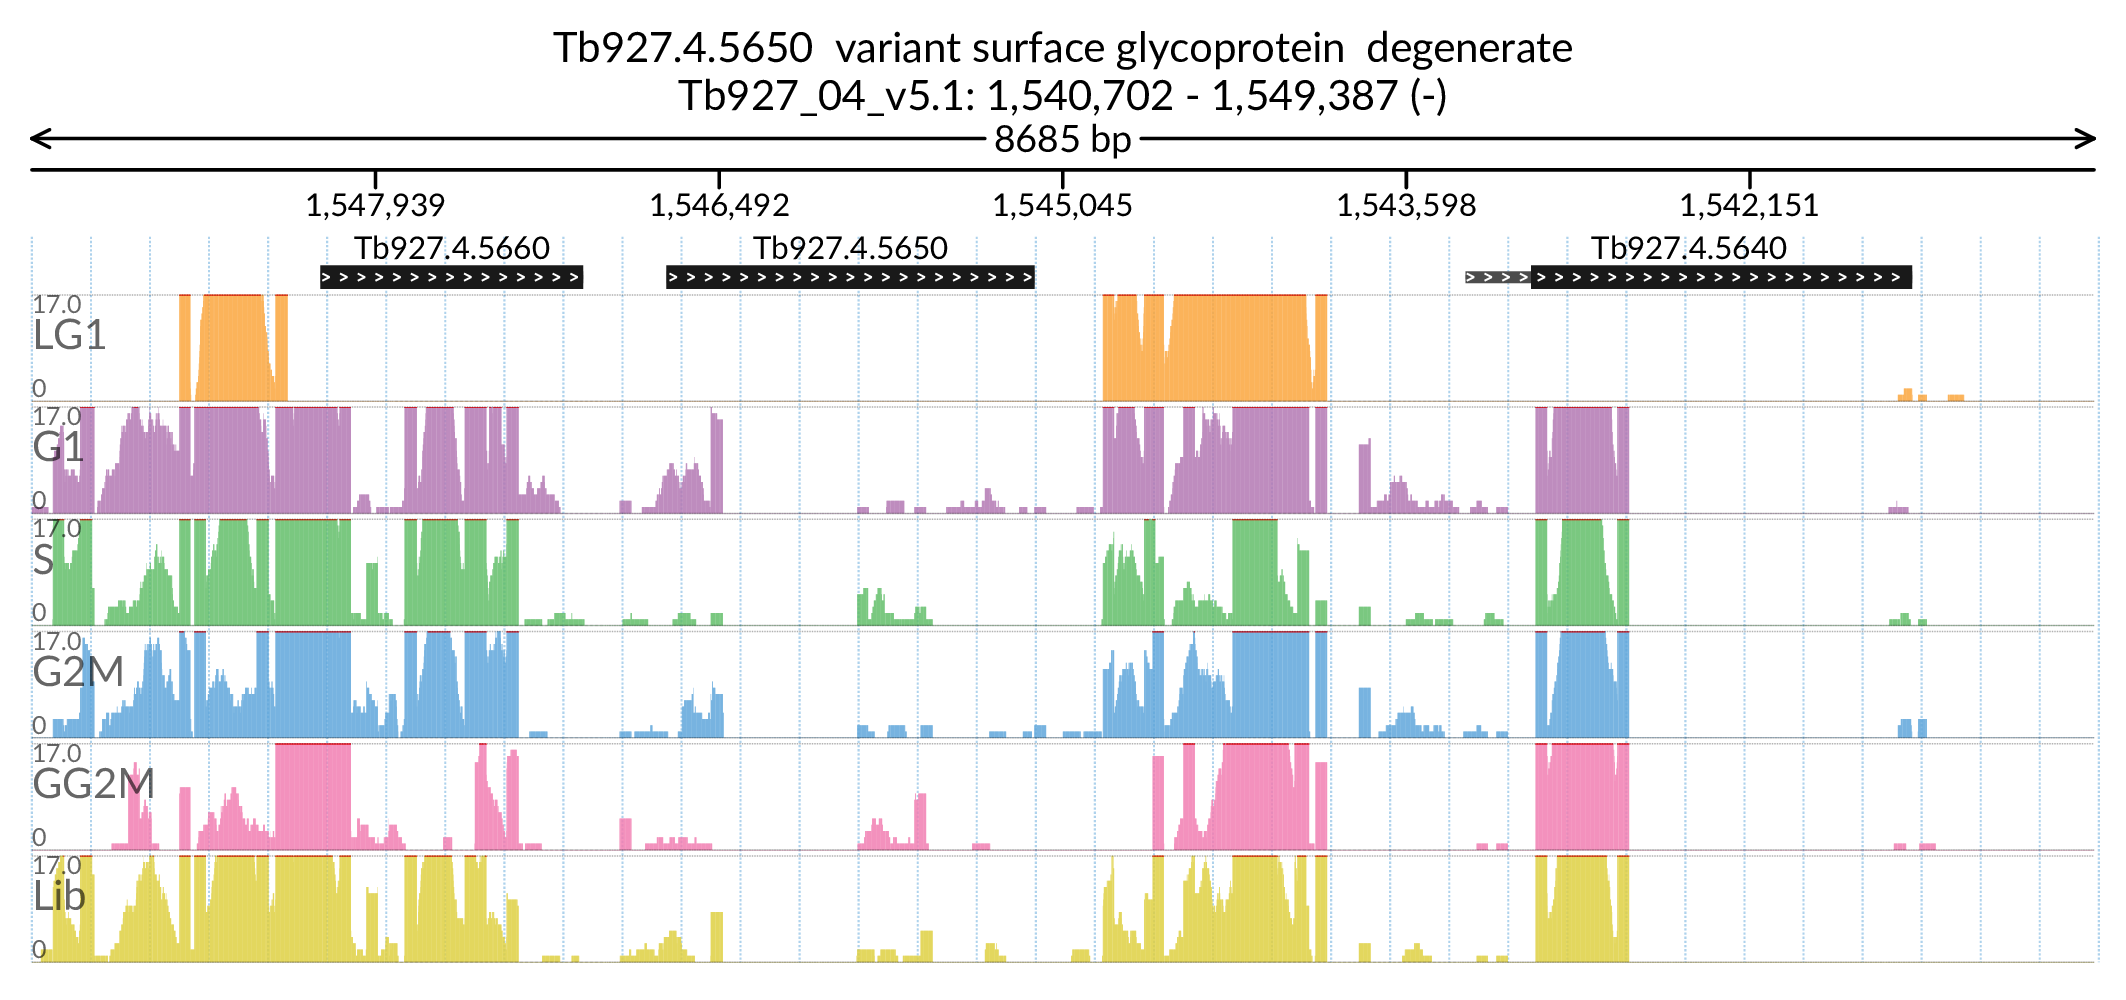 Tb927.4.5650  variant surface glycoprotein  degenerate
Tb927_04_v5.1: 1,540,702 - 1,549,387 (-)
8685 bp
1,547,939 1,546,492 1,545,045 1,543,598 1,542,151
Tb927.4.5660 Tb927.4.5650 Tb927.4.5640
17.0
LG1
0
17.0
G1
0
17.0
S
0
17.0
G2M
0
17.0
GG2M
0
17.0
Lib
0